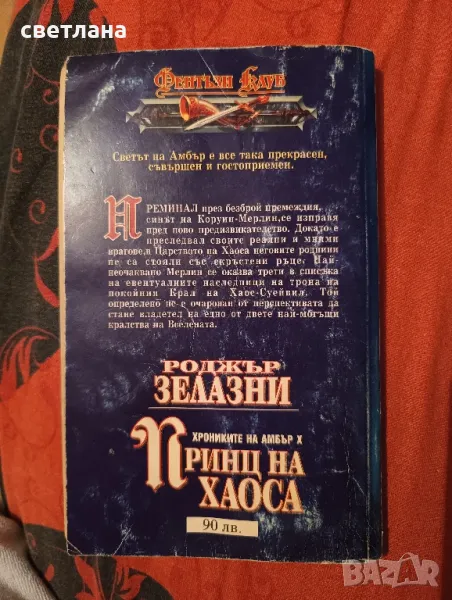 светлана
Фентъзи Клуб
Светът на Амбър е все така прекрасен,
съвършен и гостоприемен.
ПРЕМИНАЛ през безброй премеждия,
синът на Коруин-Мерлин,се изправя
пред ново предизвикателство. Докато е
преследвал своите реални и мними
врагове,в Царството на Хаоса неговите роднини
не са стояли със скръстени ръце. Най-
неочаквано Мерлин се оказва трети в списъка
на евентуалните наследници на трона на
покойния Крал на Хаос-Суейвил. Той
определено не е очарован от перспективата да
стане владетел на едно от двете най-могъщи
кралства на Вселената.
РОДЖЪР
ЗЕЛАЗНИ
ХРОНИКИТЕ НА АМБЪР X
ПРИНЦ НА
ХАОСА
90 лв.
BAZAR